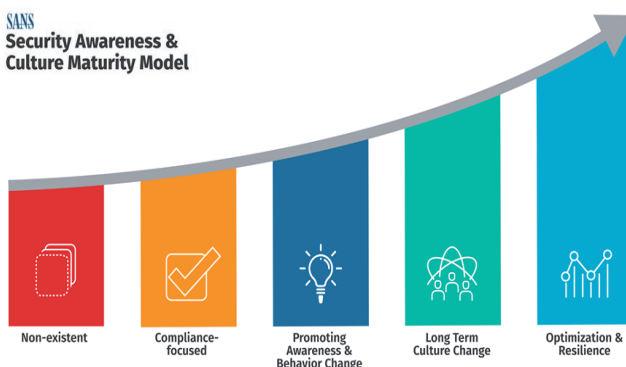 SANS
Security Awareness &
Culture Maturity Model
Non-existent
Compliance-
focused
Promoting
Awareness &
Behavior Change
Long Term
Culture Change
Optimization &
Resilience